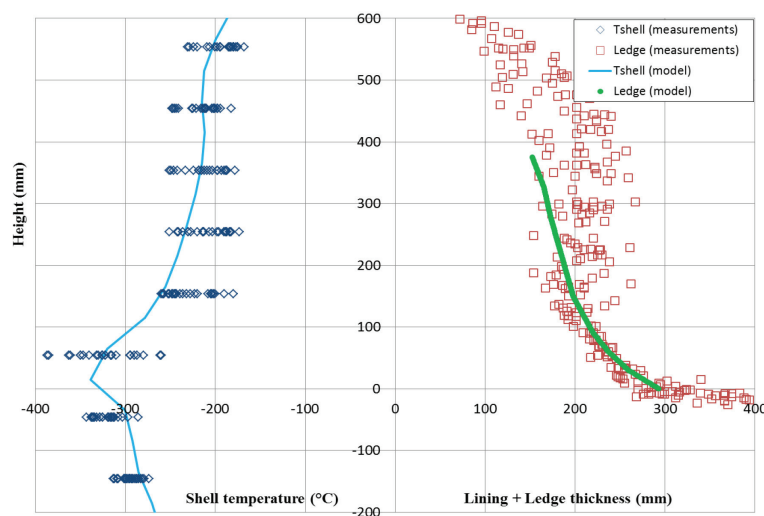 600
500
400
300
200
100
0
-100
-200
-400
-300
-200
-100
0
100
200
300
400
Height (mm)
Shell temperature (°C)
Lining + Ledge thickness (mm)
Tshell (measurements)
Ledge (measurements)
Tshell (model)
Ledge (model)